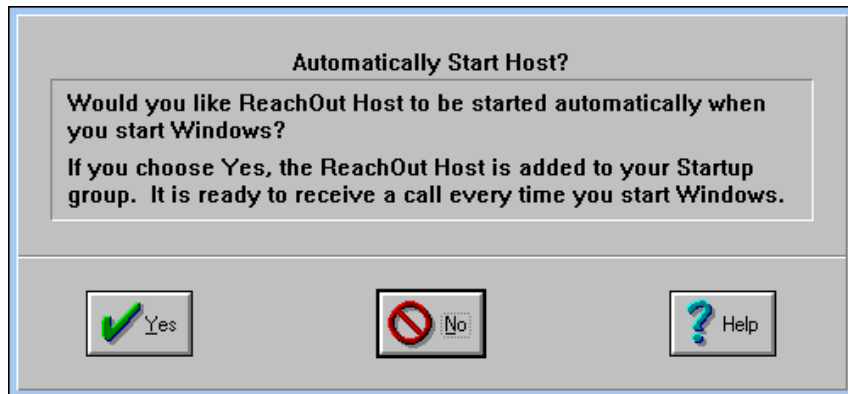 Automatically Start Host?
Would you like ReachOut Host to be started automatically when
you start Windows?
If you choose Yes, the ReachOut Host is added to your Startup
group. It is ready to receive a call every time you start Windows.
Yes
No
Help